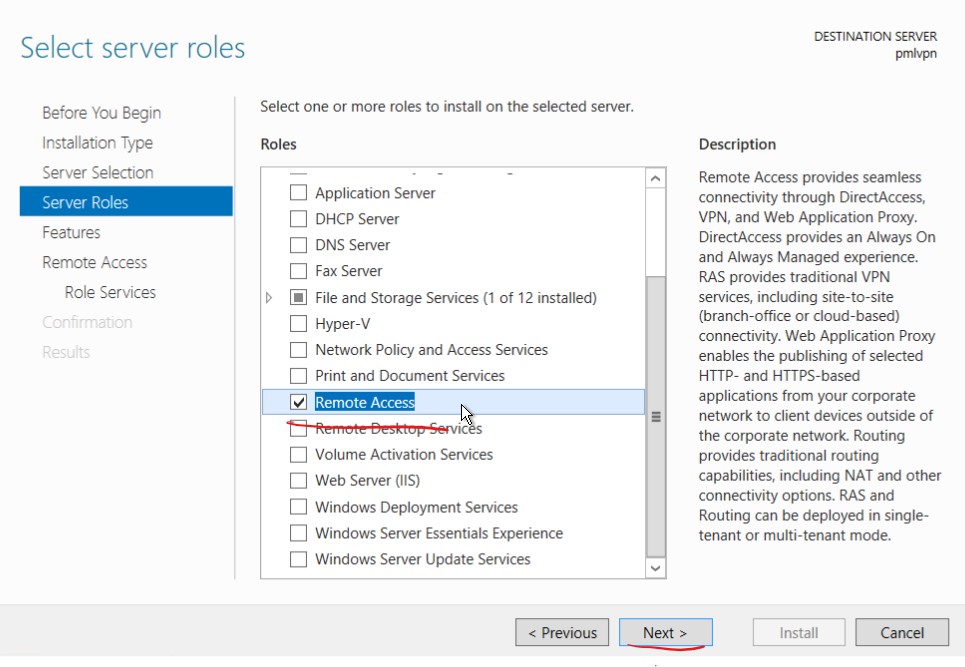 Select server roles
DESTINATION SERVER
pmlvpn
Before You Begin
Installation Type
Server Selection
Server Roles
Features
Remote Access
Role Services
Confirmation
Results
Select one or more roles to install on the selected server.
Roles
Application Server
DHCP Server
DNS Server
Fax Server
File and Storage Services (1 of 12 installed)
Hyper-V
Network Policy and Access Services
Print and Document Services
Remote Access
Remote Desktop Services
Volume Activation Services
Web Server (IIS)
Windows Deployment Services
Windows Server Essentials Experience
Windows Server Update Services
Description
Remote Access provides seamless
connectivity through DirectAccess,
VPN, and Web Application Proxy.
DirectAccess provides an Always On
and Always Managed experience.
RAS provides traditional VPN
services, including site-to-site
(branch-office or cloud-based)
connectivity. Web Application Proxy
enables the publishing of selected
HTTP- and HTTPS-based
applications from your corporate
network to client devices outside of
the corporate network. Routing
provides traditional routing
capabilities, including NAT and other
connectivity options. RAS and
Routing can be deployed in single-
tenant or multi-tenant mode.
< Previous
Next >
Install
Cancel